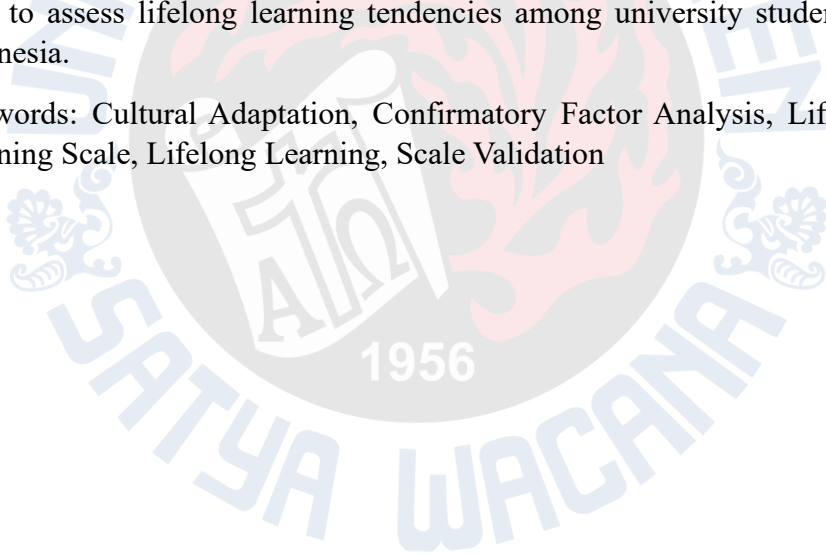 to assess lifelong learning tendencies among university studen
nesia.
words: Cultural Adaptation, Confirmatory Factor Analysis, Lif
ning Scale, Lifelong Learning, Scale Validation
ΑΩ
1956
SATYA WACANA